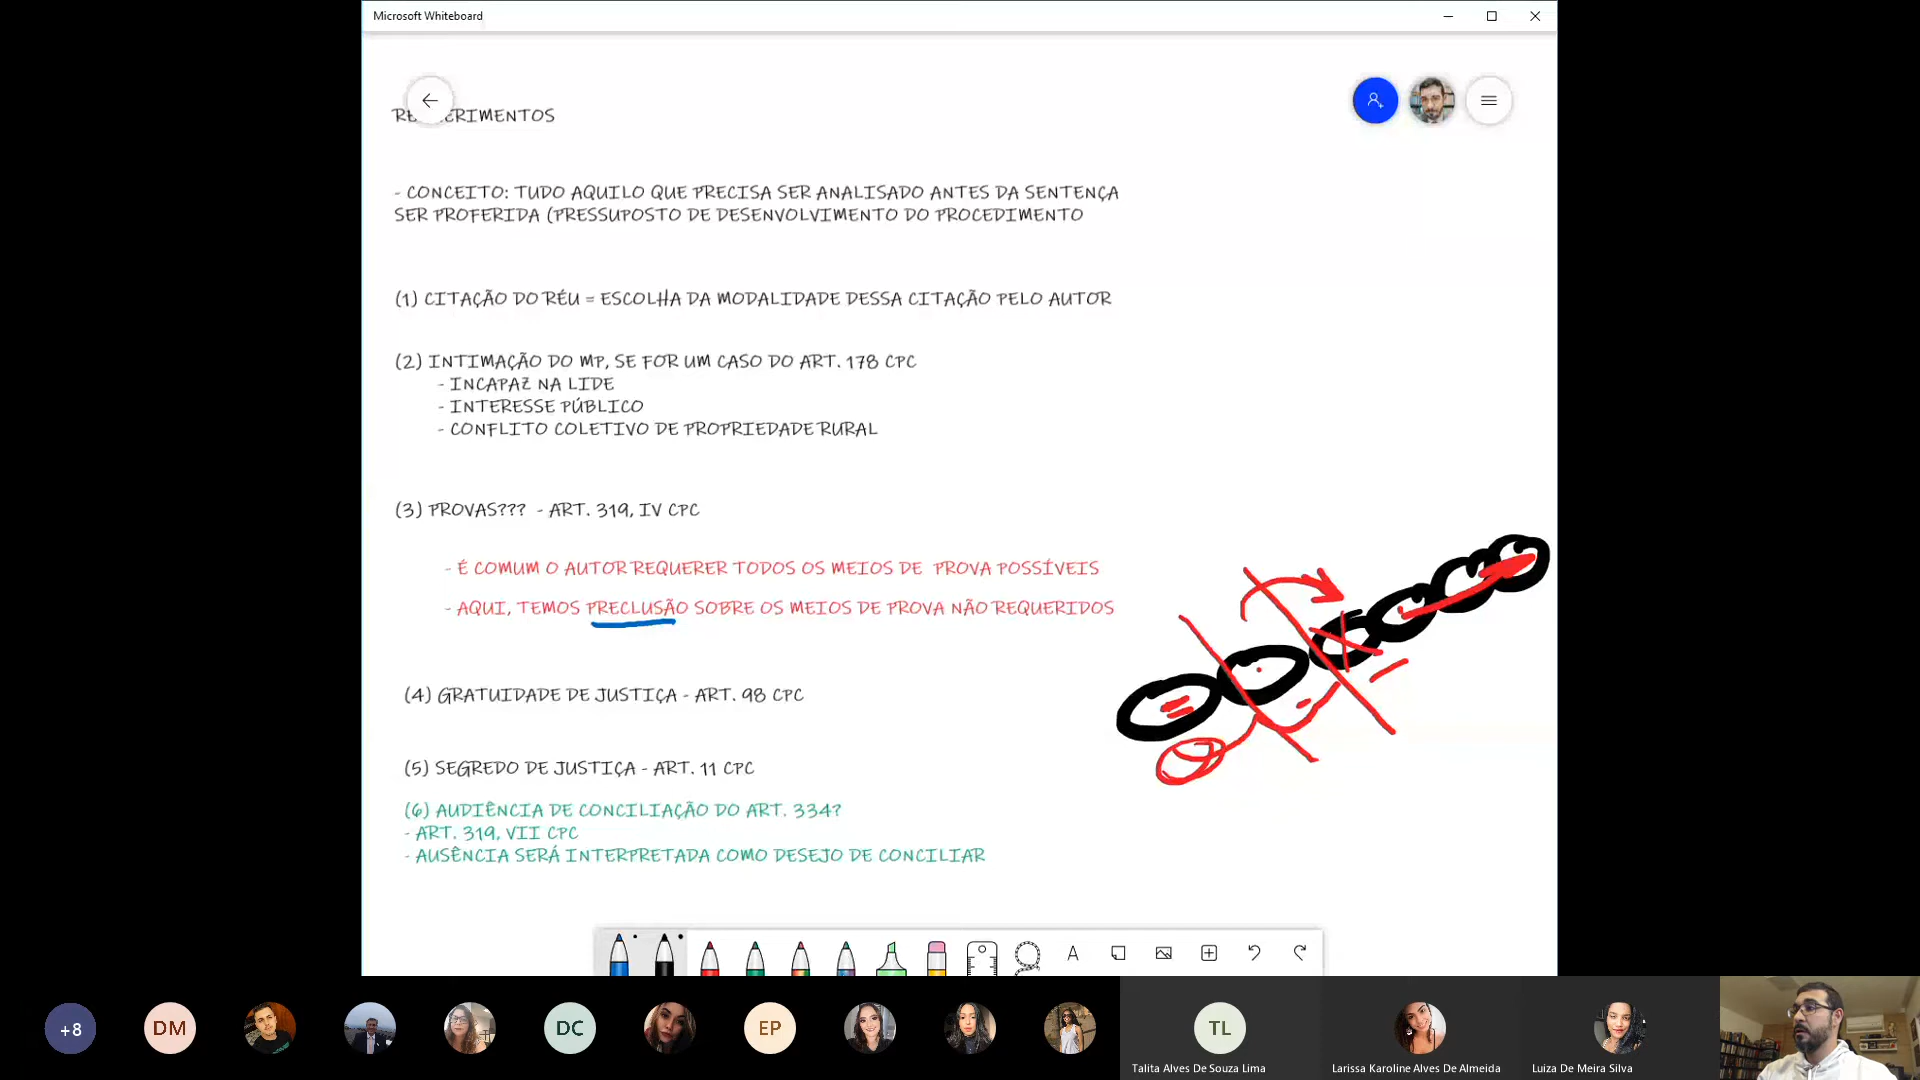 Microsoft Whiteboard
RE ERIMENTOS
- CONCEITO: TUDO AQUILO QUE PRECISA SER ANALISADO ANTES DA SENTENÇA
SER PROFERIDA (PRESSUPOSTO DE DESENVOLVIMENTO DO PROCEDIMENTO
(1) CITAÇÃO DO RÉU = ESCOLHA DA MODALIDADE DESSA CITAÇÃO PELO AUTOR
(2) INTIMAÇÃO DO MP, SE FOR UM CASO DO ART. 178 CPC
- INCAPAZ NA LIDE
- INTERESSE PÚBLICO
- CONFLITO COLETIVO DE PROPRIEDADE RURAL
(3) PROVAS??? - ART. 319, IV CPC
- É COMUM O AUTOR REQUERER TODOS OS MEIOS DE PROVA POSSÍVEIS
- AQUI, TEMOS PRECLUSÃO SOBRE OS MEIOS DE PROVA NÃO REQUERIDOS
(4) GRATUIDADE DE JUSTIÇA - ART. 98 CPC
(5) SEGREDO DE JUSTIÇA - ART. 11 CPC
(6) AUDIÊNCIA DE CONCILIAÇÃO DO ART. 334?
- ART. 319, VII CPC
- AUSÊNCIA SERÁ INTERPRETADA COMO DESEJO DE CONCILIAR
A
+8
DM
DC
EP
TL
Talita Alves De Souza Lima
Larissa Karoline Alves De Almeida
Luiza De Meira Silva